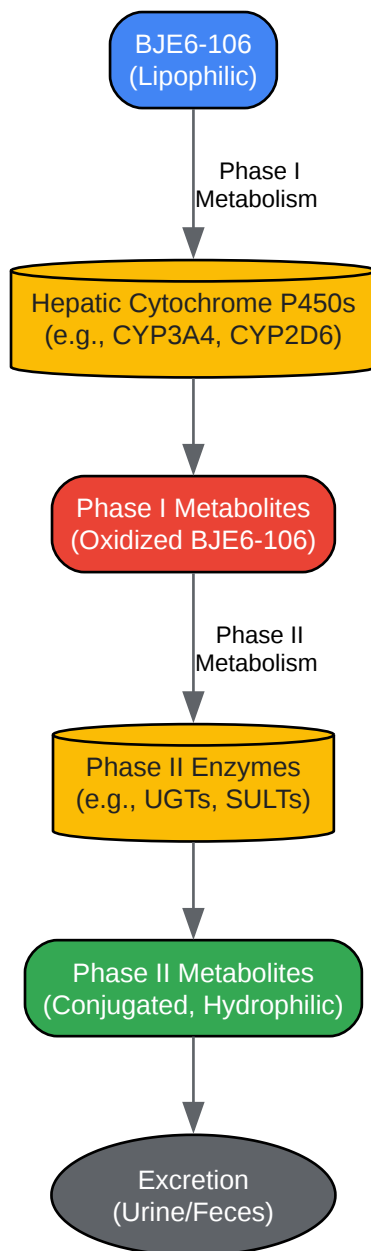 BJE6-106
(Lipophilic)
Phase I
Metabolism
Hepatic Cytochrome P450s
(e.g., CYP3A4, CYP2D6)
Phase I Metabolites
(Oxidized BJE6-106)
Phase II
Metabolism
Phase II Enzymes
(e.g., UGTs, SULTs)
Phase II Metabolites
(Conjugated, Hydrophilic)
Excretion
(Urine/Feces)